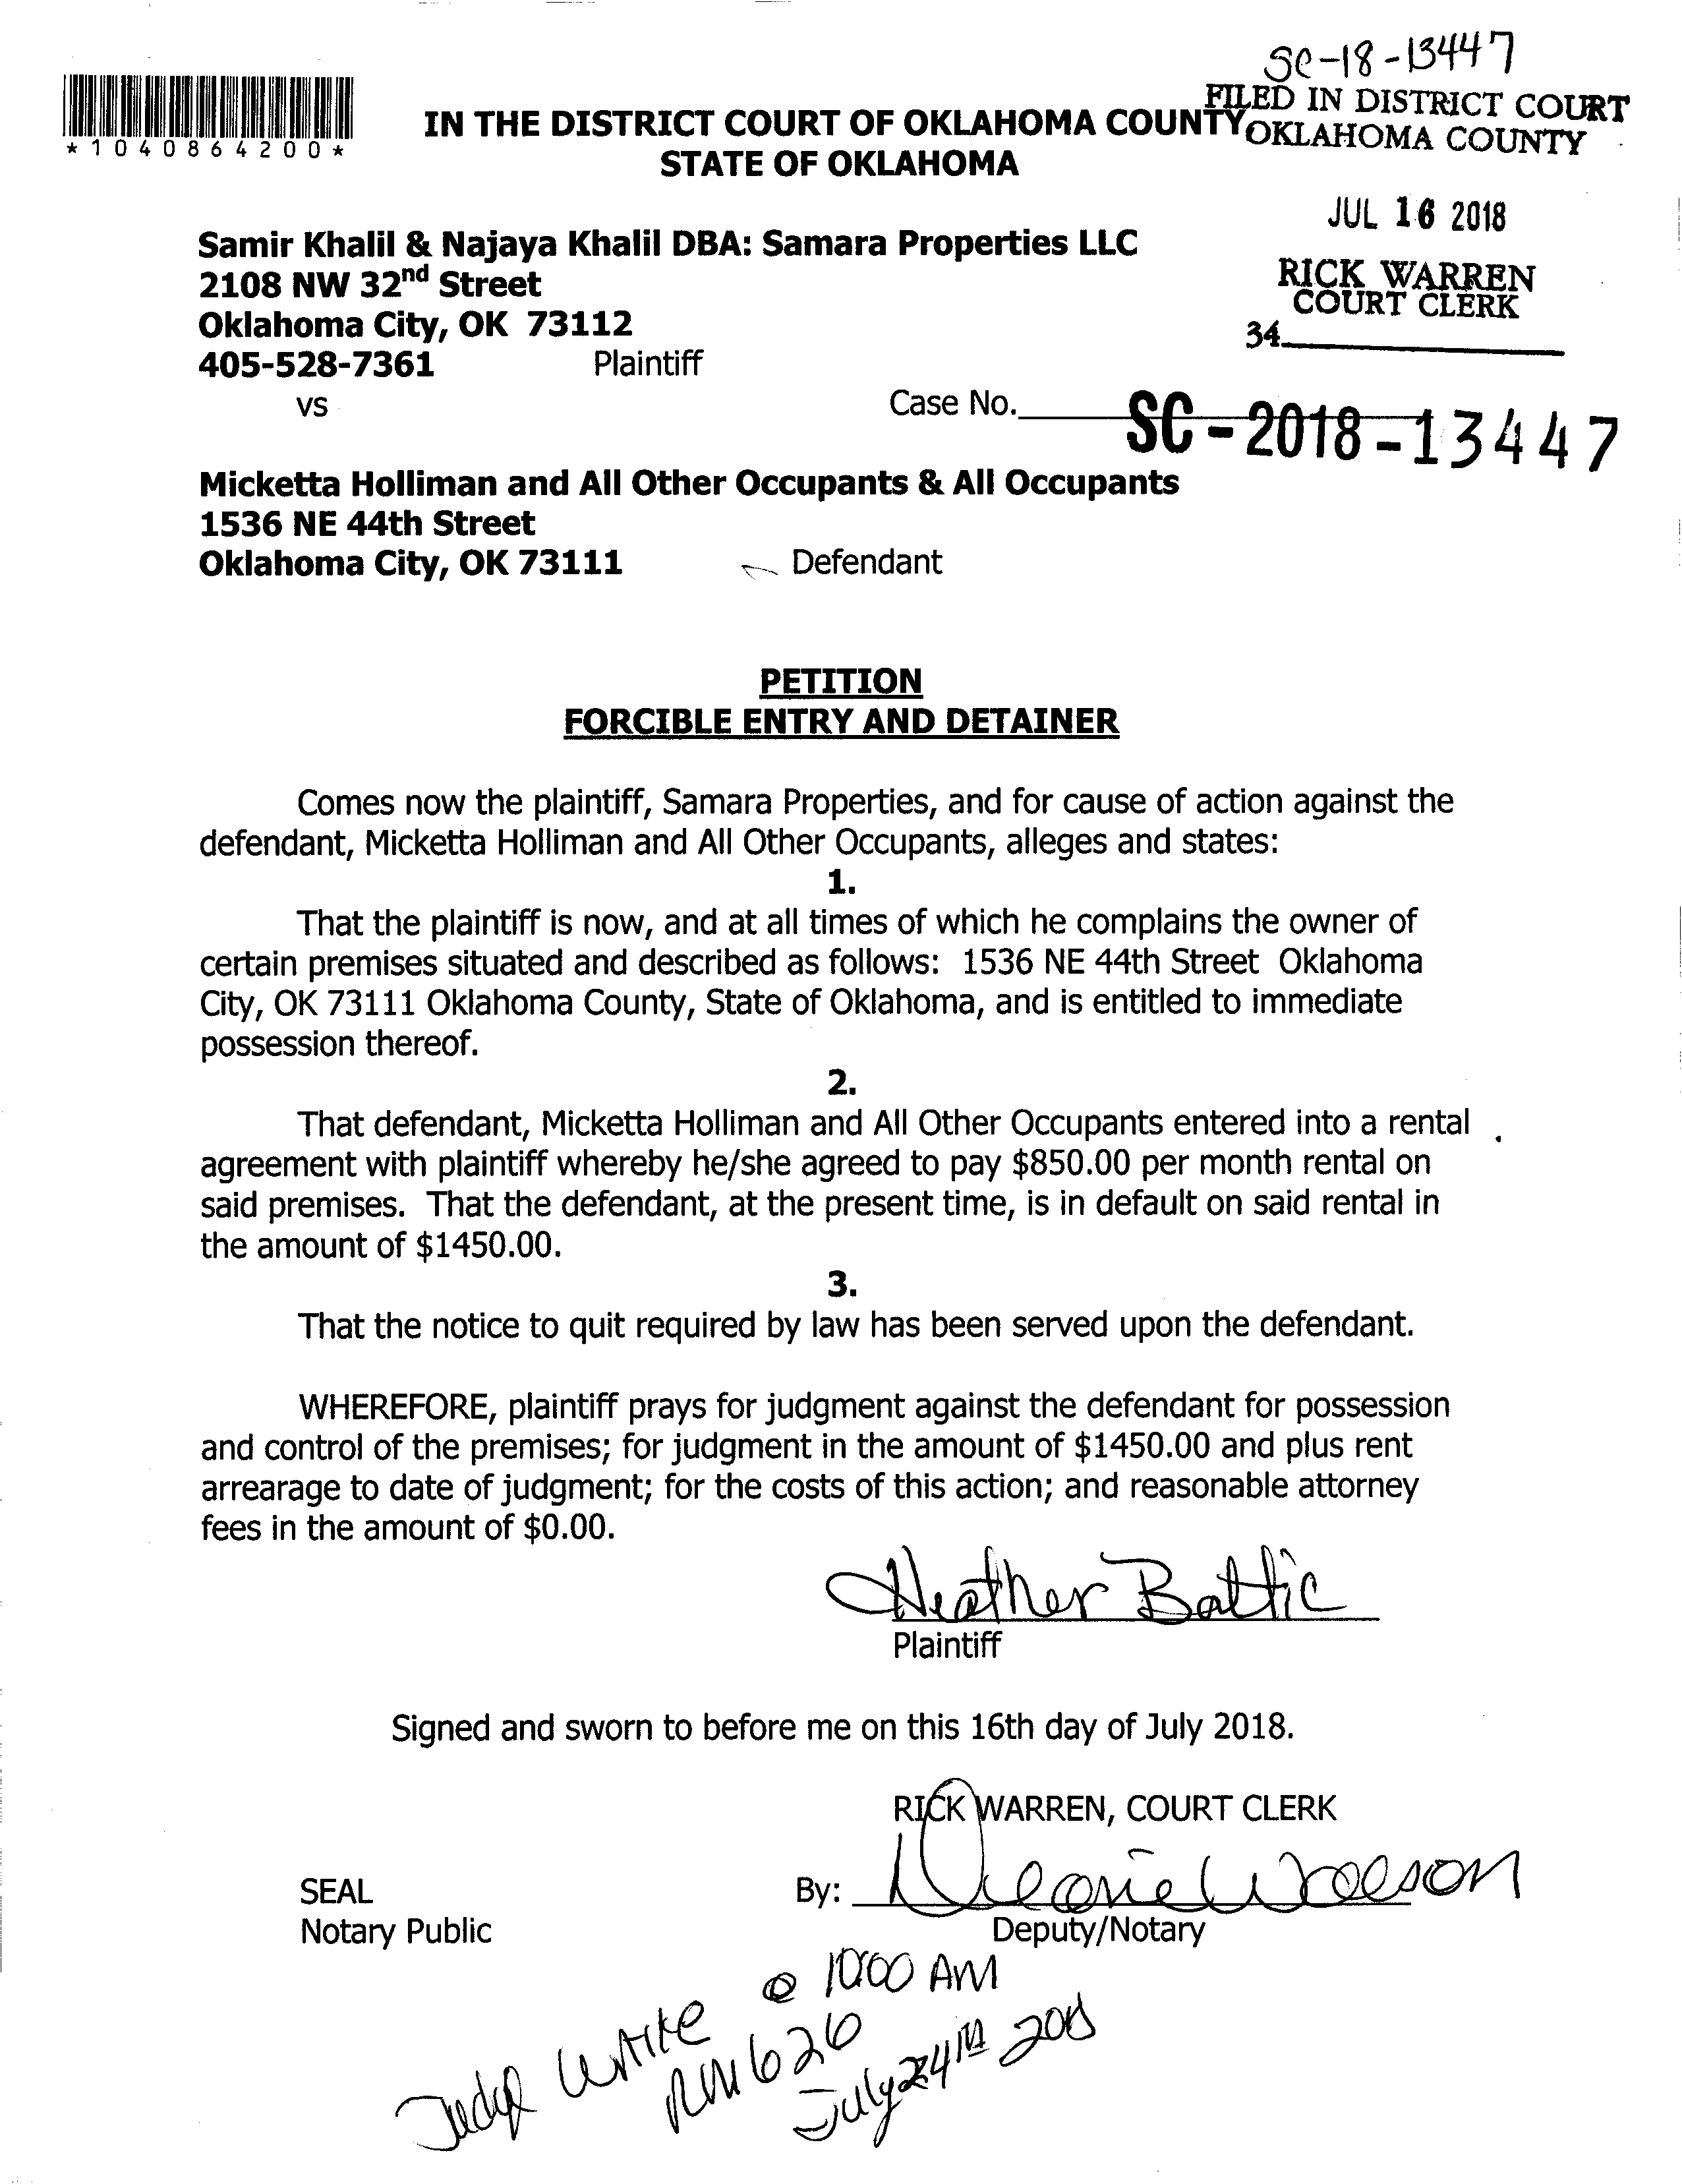 SC-18-13447
FILED IN DISTRICT COURT
OKLAHOMA COUNTY
*1040864200*
IN THE DISTRICT COURT OF OKLAHOMA COUNTY
STATE OF OKLAHOMA
JUL 16 2018
RICK WARREN
COURT CLERK
34
Samir Khalil & Najaya Khalil DBA: Samara Properties LLC
2108 NW 32nd Street
Oklahoma City, OK 73112
405-528-7361 Plaintiff
vs
Case No. SC-2018-13447
Micketta Holliman and All Other Occupants & All Occupants
1536 NE 44th Street
Oklahoma City, OK 73111 Defendant
PETITION
FORCIBLE ENTRY AND DETAINER
Comes now the plaintiff, Samara Properties, and for cause of action against the
defendant, Micketta Holliman and All Other Occupants, alleges and states:
1.
That the plaintiff is now, and at all times of which he complains the owner of
certain premises situated and described as follows: 1536 NE 44th Street Oklahoma
City, OK 73111 Oklahoma County, State of Oklahoma, and is entitled to immediate
possession thereof.
2.
That defendant, Micketta Holliman and All Other Occupants entered into a rental
agreement with plaintiff whereby he/she agreed to pay $850.00 per month rental on
said premises. That the defendant, at the present time, is in default on said rental in
the amount of $1450.00.
3.
That the notice to quit required by law has been served upon the defendant.
WHEREFORE, plaintiff prays for judgment against the defendant for possession
and control of the premises; for judgment in the amount of $1450.00 and plus rent
arrearage to date of judgment; for the costs of this action; and reasonable attorney
fees in the amount of $0.00.
Heather Battic
Plaintiff
Signed and sworn to before me on this 16th day of July 2018.
RICK WARREN, COURT CLERK
SEAL
By:
Notary Public
Deputy/Notary
@ 10:00 AM
Judge
RM 626
July 24th 2018